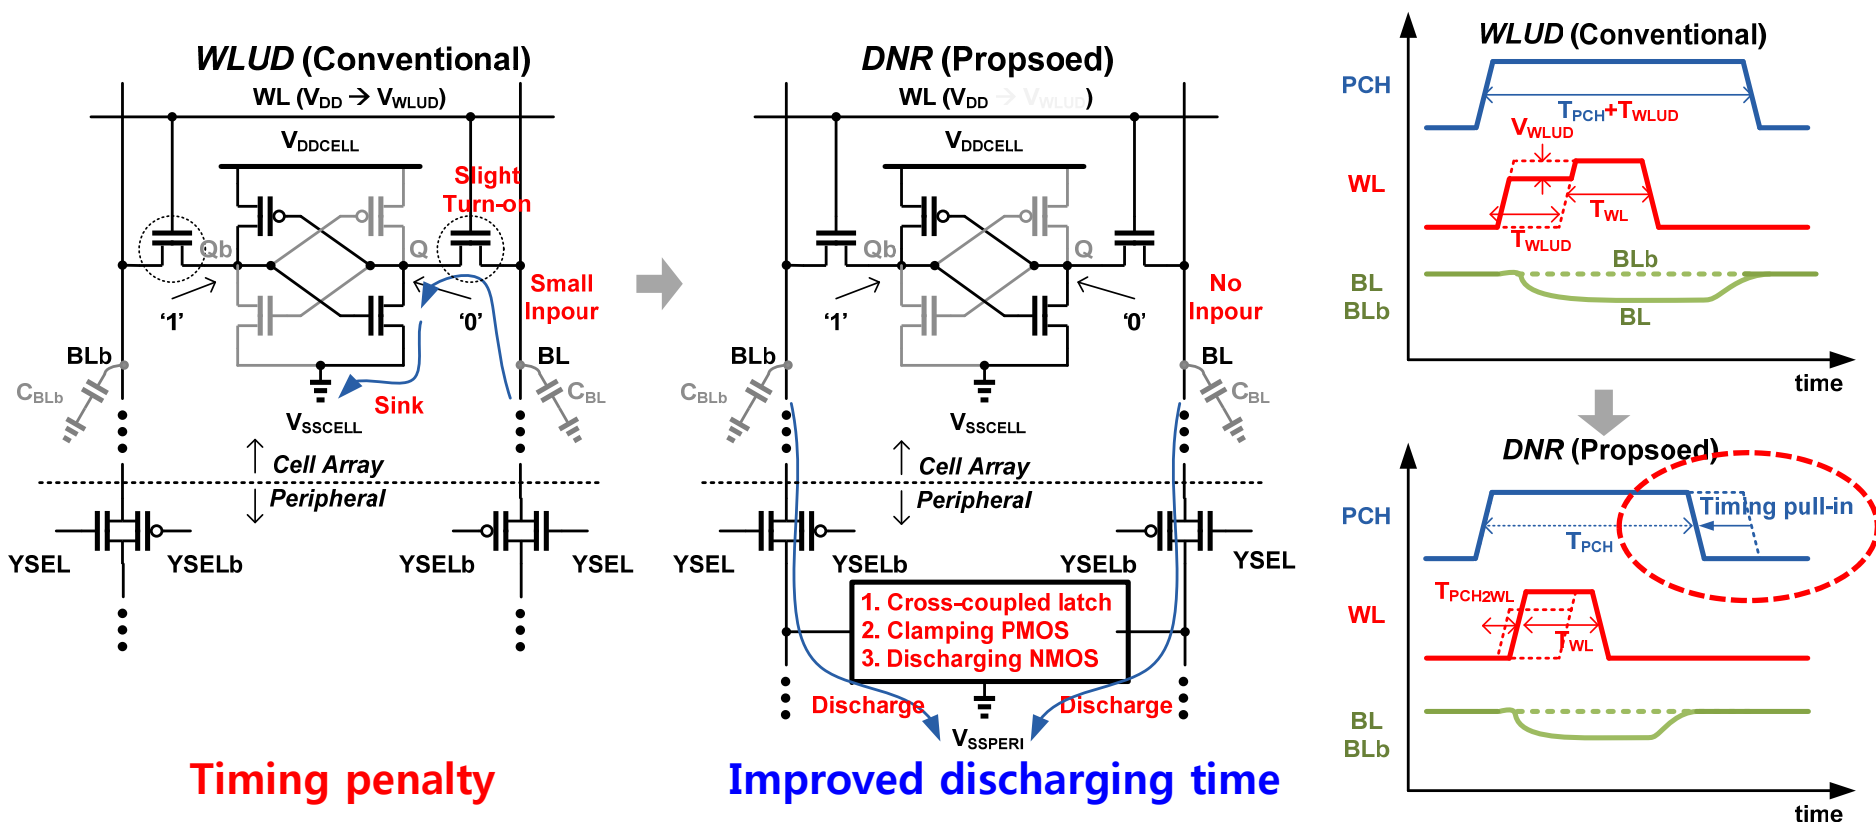 WLUD (Conventional)
WL (VDD → VWLUD)
VDDCELL
Slight
Turn-on
Qb
Q
Small
Inpour
‘1’
‘0’
BLb
BL
CBLb
CBL
Sink
VSSCELL
Cell Array
Peripheral
YSEL
YSELb
YSELb
YSEL
Timing penalty
DNR (Propsoed)
WL (VDD → VWLUD)
VDDCELL
Qb
Q
No
Inpour
‘1’
‘0’
BLb
BL
CBLb
CBL
VSSCELL
Cell Array
Peripheral
YSEL
YSELb
YSELb
YSEL
1. Cross-coupled latch
2. Clamping PMOS
3. Discharging NMOS
Discharge
Discharge
VSSPERI
Improved discharging time
WLUD (Conventional)
PCH
TPCH+TWLUD
VWLUD
WL
TWL
TWLUD
BLb
BL
BLb
BL
time
DNR (Propsoed)
PCH
Timing pull-in
TPCH
TPCH2WL
WL
TWL
BL
BLb
time